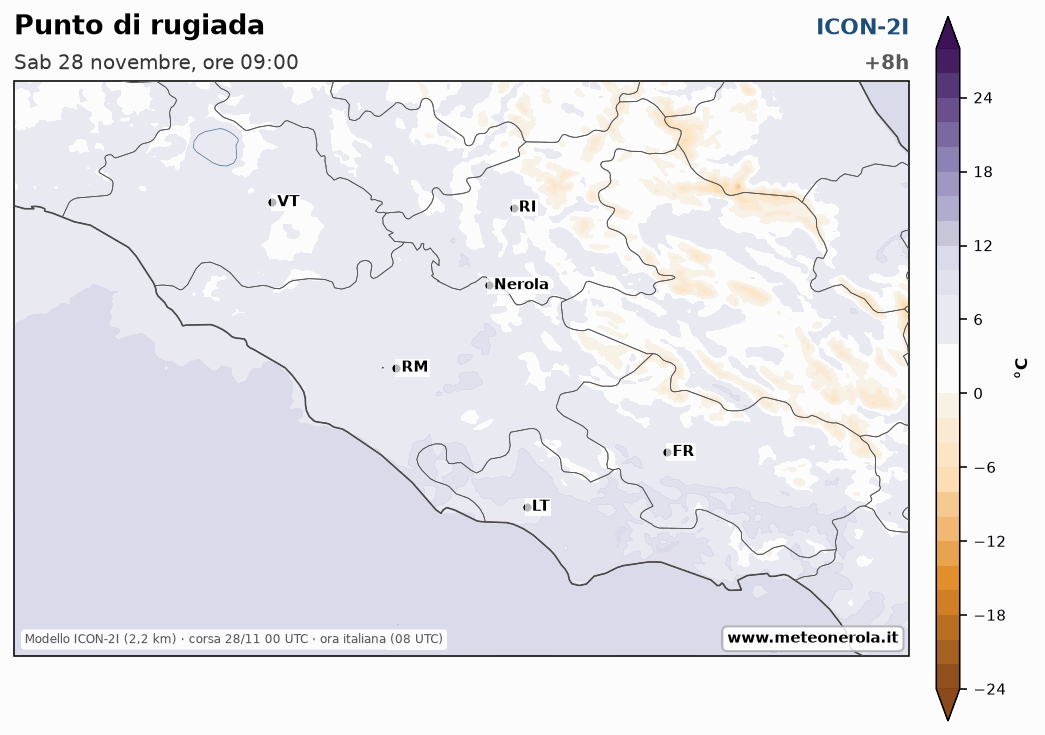 Punto di rugiada
ICON-2I
Sab 28 novembre, ore 09:00
+8h
VT
RI
Nerola
RM
FR
LT
Modello ICON-2I (2,2 km) · corsa 28/11 00 UTC · ora italiana (08 UTC)
www.meteonerola.it
24
18
12
6
0
−6
−12
−18
−24
°C